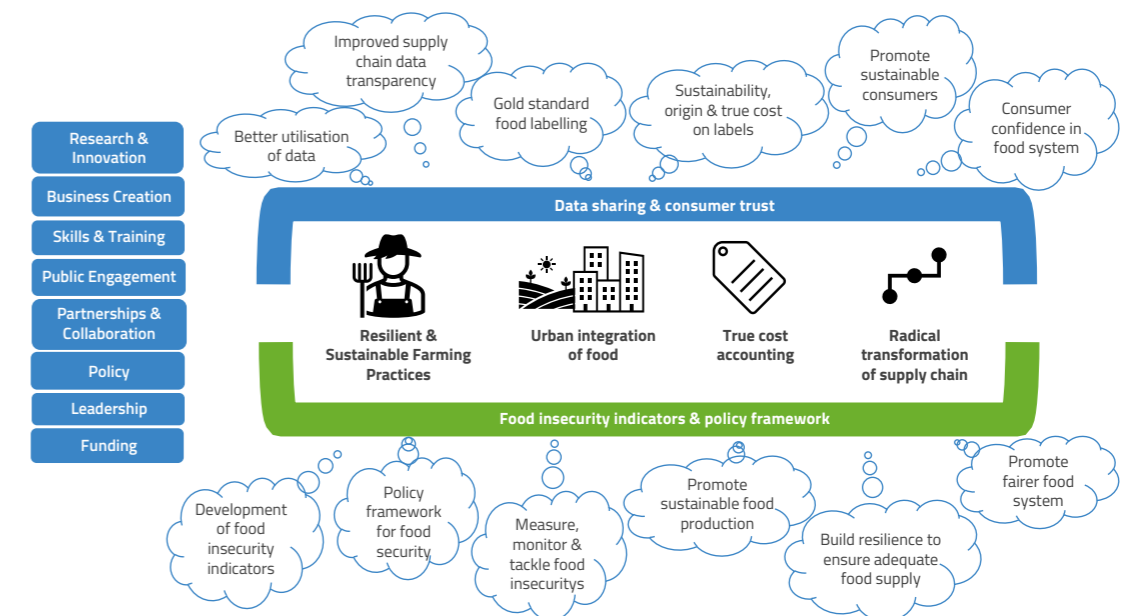 Research &
Innovation
Business Creation
Skills & Training
Public Engagement
Partnerships &
Collaboration
Policy
Leadership
Funding
Better utilisation
of data
Improved supply
chain data
transparency
Gold standard
food labelling
Sustainability,
origin & true cost
on labels
Promote
sustainable
consumers
Consumer
confidence in
food system
Data sharing & consumer trust
Resilient &
Sustainable Farming
Practices
Urban integration
of food
True cost
accounting
Radical
transformation
of supply chain
Food insecurity indicators & policy framework
Development
of food
insecurity
indicators
Policy
framework
for food
security
Measure,
monitor &
tackle food
insecuritys
Promote
sustainable food
production
Build resilience to
ensure adequate
food supply
Promote
fairer food
system